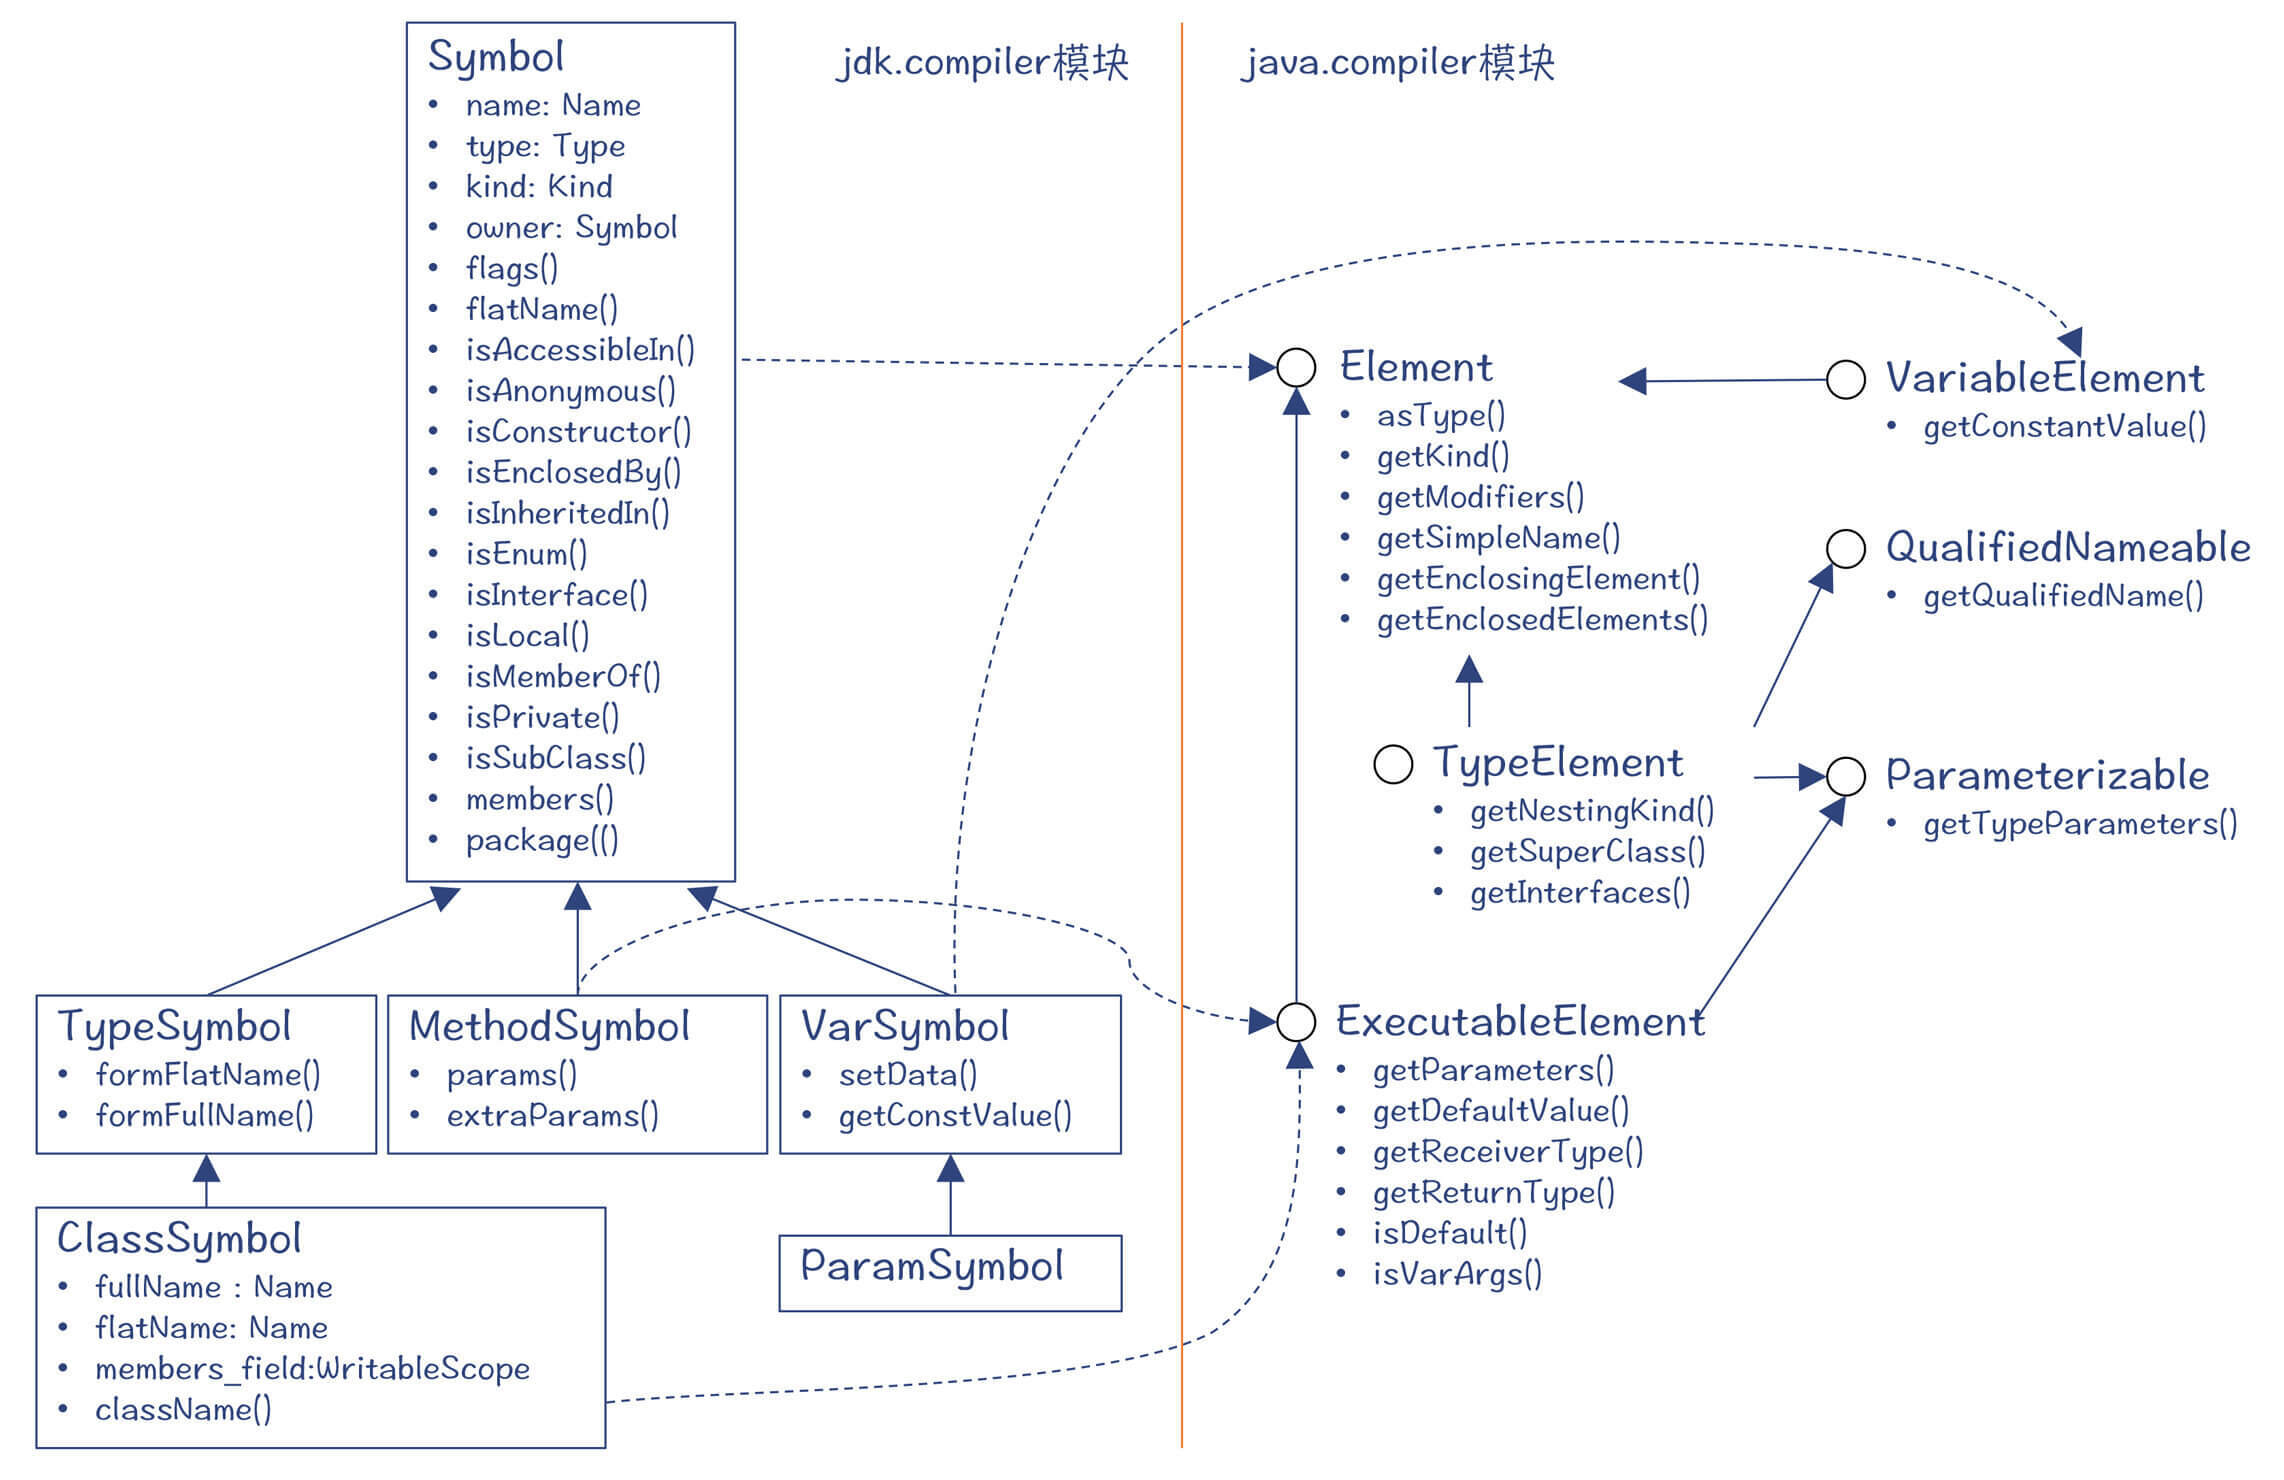 Symbol
• name: Name
• type: Type
• kind: Kind
• owner: Symbol
• flags()
• flatName()
• isAccessibleIn()
• isAnonymous()
• isConstructor()
• isEnclosedBy()
• isInheritedIn()
• isEnum()
• isInterface()
• isLocal()
• isMemberOf()
• isPrivate()
• isSubClass()
• members()
• package(()
TypeSymbol
• formFlatName()
• formFullName()
MethodSymbol
• params()
• extraParams()
VarSymbol
• setData()
• getConstValue()
ClassSymbol
• fullName : Name
• flatName: Name
• members_field:WritableScope
• className()
ParamSymbol
jdk.compiler模块
java.compiler模块
Element
• asType()
• getKind()
• getModifiers()
• getSimpleName()
• getEnclosingElement()
• getEnclosedElements()
VariableElement
• getConstantValue()
QualifiedNameable
• getQualifiedName()
TypeElement
• getNestingKind()
• getSuperClass()
• getInterfaces()
Parameterizable
• getTypeParameters()
ExecutableElement
• getParameters()
• getDefaultValue()
• getReceiverType()
• getReturnType()
• isDefault()
• isVarArgs()